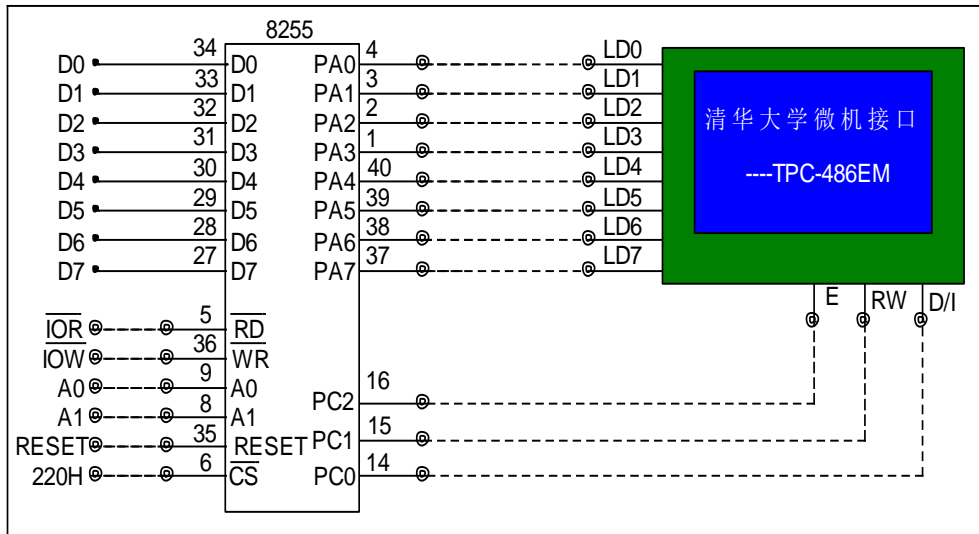 8255
D0 34 D0 PA0 4 LD0
D1 33 D1 PA1 3 LD1
D2 32 D2 PA2 2 LD2
D3 31 D3 PA3 1 LD3
D4 30 D4 PA4 40 LD4
D5 29 D5 PA5 39 LD5
D6 28 D6 PA6 38 LD6
D7 27 D7 PA7 37 LD7
清华大学微机接口
----TPC-486EM
E RW D/I
IOR 5 RD
IOW 36 WR
A0 9 A0
A1 8 A1
RESET 35 RESET
220H 6 CS
PC2 16
PC1 15
PC0 14